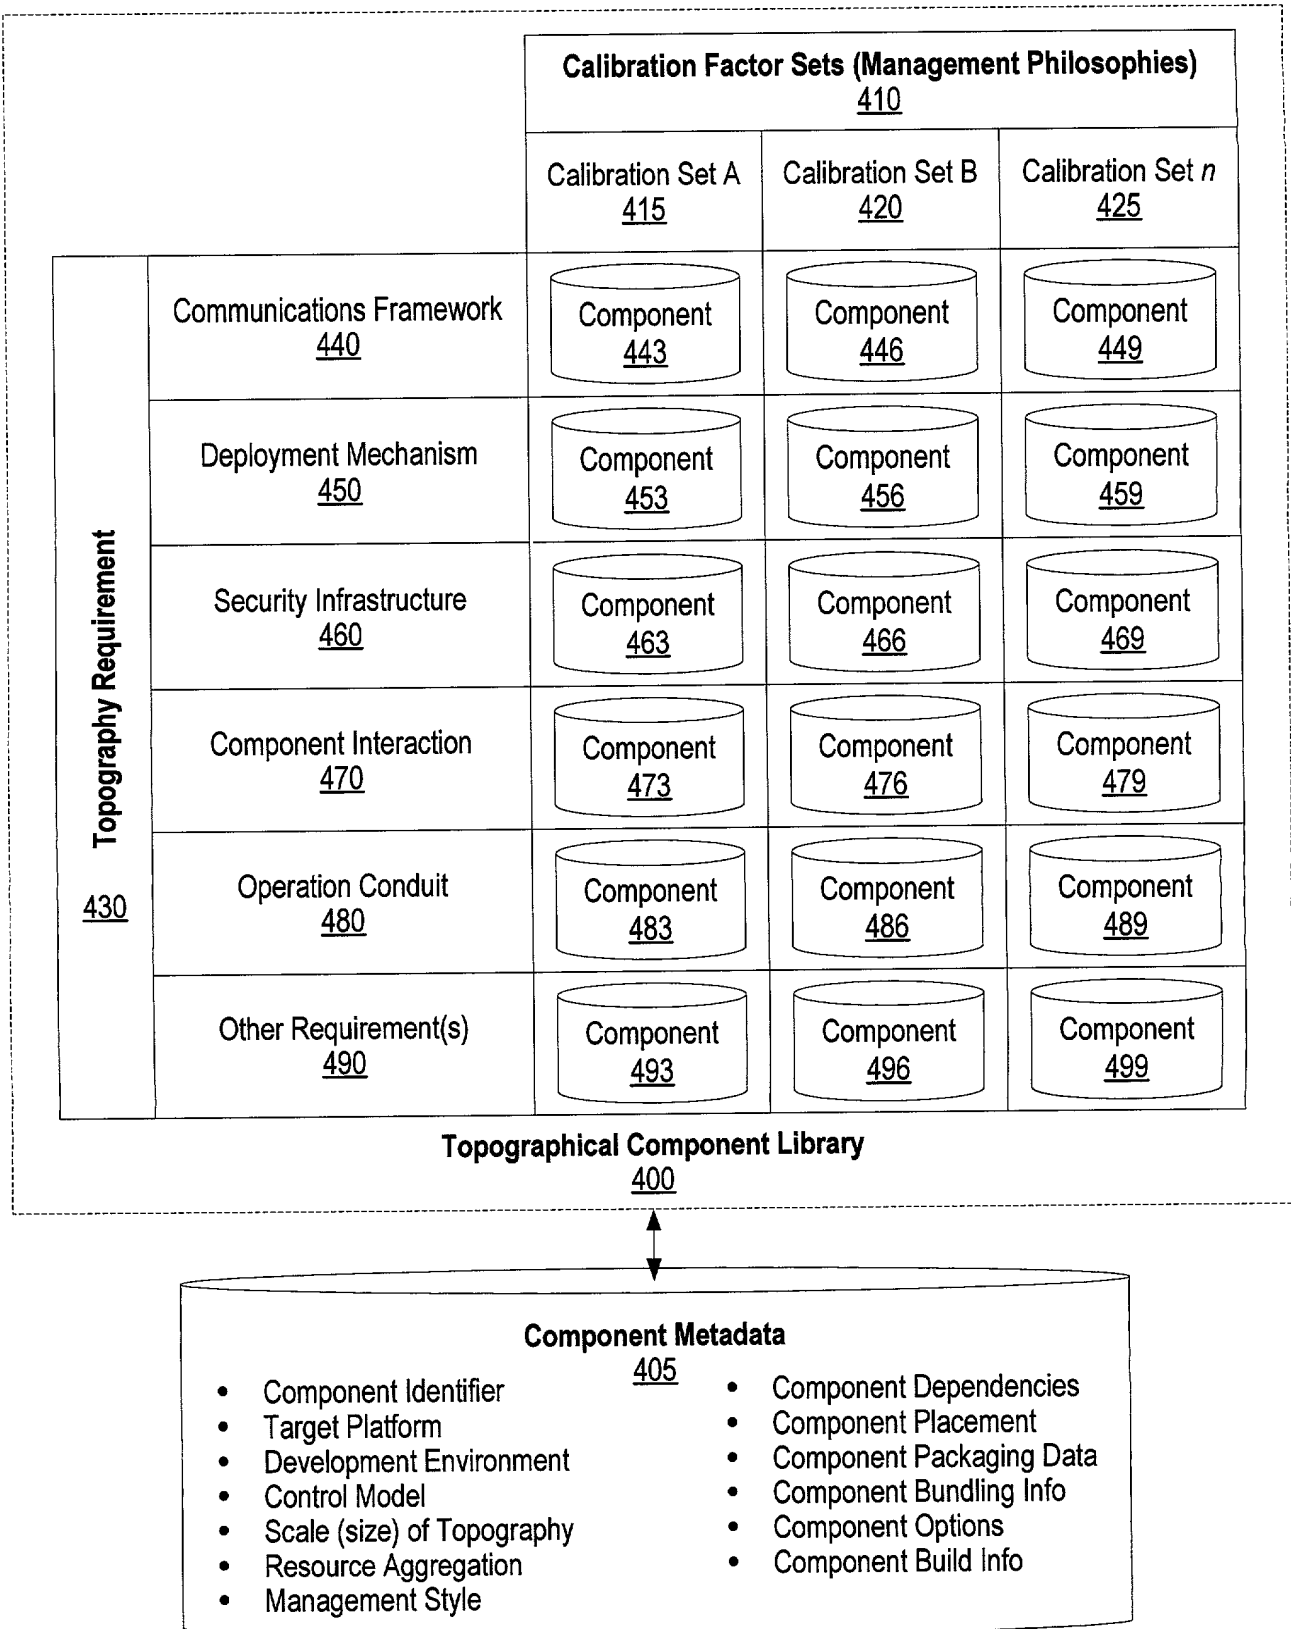 Calibration Factor Sets (Management Philosophies)
410
Calibration Set A
415
Calibration Set B
420
Calibration Set n
425
Topography Requirement
430
Communications Framework
440
Component
443
Component
446
Component
449
Deployment Mechanism
450
Component
453
Component
456
Component
459
Security Infrastructure
460
Component
463
Component
466
Component
469
Component Interaction
470
Component
473
Component
476
Component
479
Operation Conduit
480
Component
483
Component
486
Component
489
Other Requirement(s)
490
Component
493
Component
496
Component
499
Topographical Component Library
400
Component Metadata
405
• Component Identifier
• Target Platform
• Development Environment
• Control Model
• Scale (size) of Topography
• Resource Aggregation
• Management Style
• Component Dependencies
• Component Placement
• Component Packaging Data
• Component Bundling Info
• Component Options
• Component Build Info